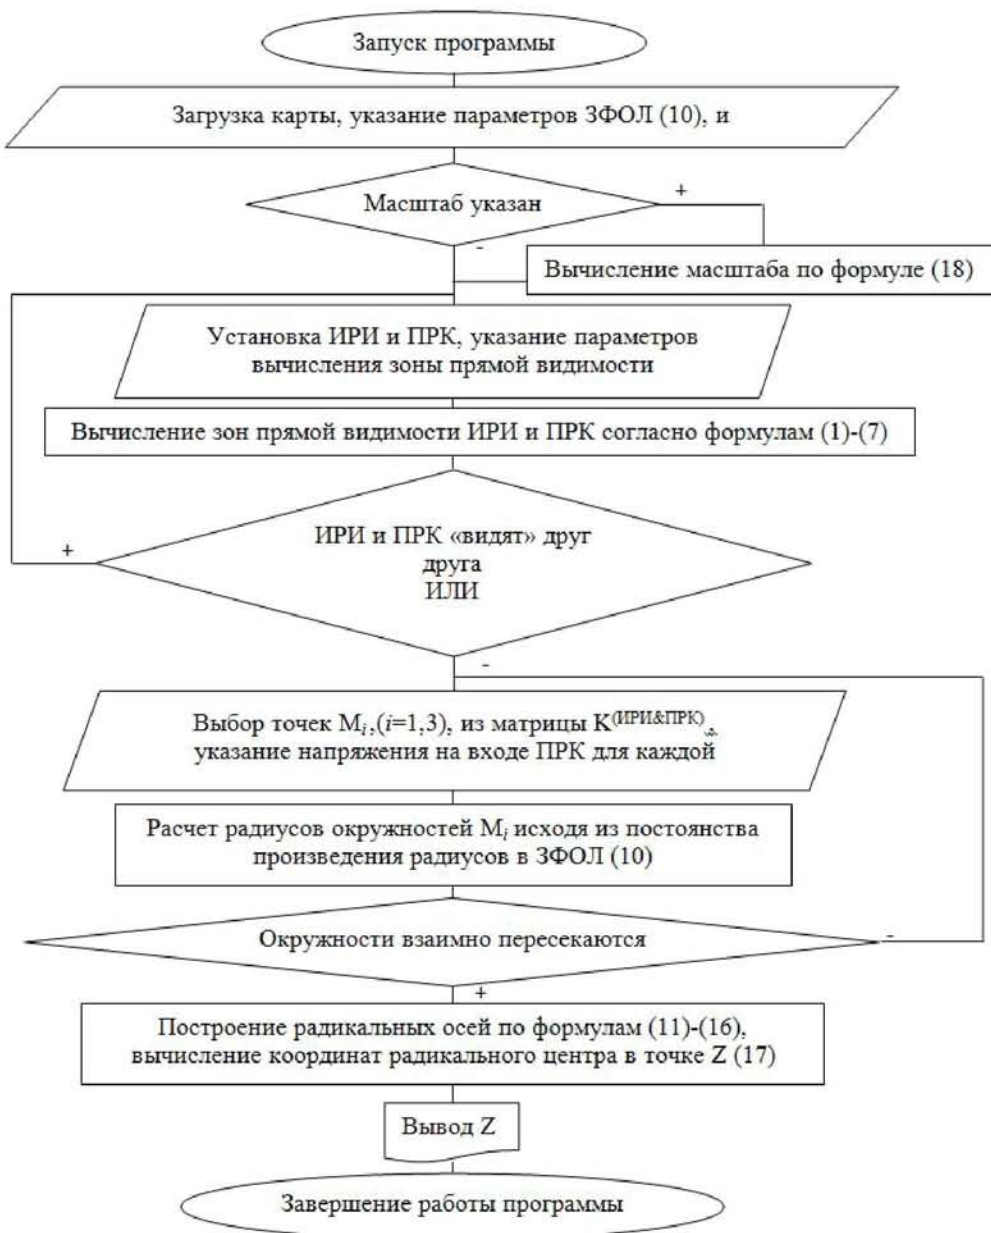 Запуск программы
Загрузка карты, указание параметров ЗФОЛ (10), и
Масштаб указан
+
-
Вычисление масштаба по формуле (18)
Установка ИРИ и ПРК, указание параметров
вычисления зоны прямой видимости
Вычисление зон прямой видимости ИРИ и ПРК согласно формулам (1)-(7)
ИРИ и ПРК «видят» друг
друга
ИЛИ
+
-
Выбор точек Mi,(i=1,3), из матрицы K(ИРИ&ПРК)
указание напряжения на входе ПРК для каждой
Расчет радиусов окружностей Mi исходя из постоянства
произведения радиусов в ЗФОЛ (10)
Окружности взаимно пересекаются
-
+
Построение радикальных осей по формулам (11)-(16),
вычисление координат радикального центра в точке Z (17)
Вывод Z
Завершение работы программы